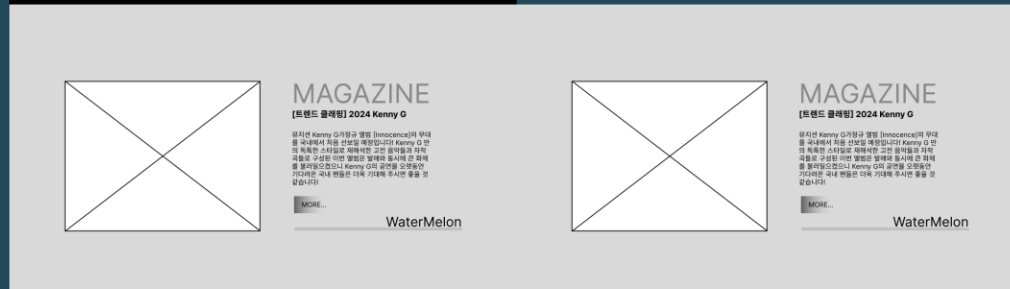 MAGAZINE
[트렌드 클래핑] 2024 Kenny G
뮤지션 Kenny G가정규 앨범 [Innocence]의 무대
를 국내에서 처음 선보일 예정입니다! Kenny G 만
의 독특한 스타일로 재해석한 고전 음악들과 자작
곡들로 구성된 이번 앨범은 발매와 동시에 큰 화제
를 불러일으켰으니 Kenny G의 공연을 오랫동안
기다려온 국내 팬들은 더욱 기대해 주시면 좋을 것
같습니다!
MORE...
WaterMelon
MAGAZINE
[트렌드 클래핑] 2024 Kenny G
뮤지션 Kenny G가정규 앨범 [Innocence]의 무대
를 국내에서 처음 선보일 예정입니다! Kenny G 만
의 독특한 스타일로 재해석한 고전 음악들과 자작
곡들로 구성된 이번 앨범은 발매와 동시에 큰 화제
를 불러일으켰으니 Kenny G의 공연을 오랫동안
기다려온 국내 팬들은 더욱 기대해 주시면 좋을 것
같습니다!
MORE...
WaterMelon